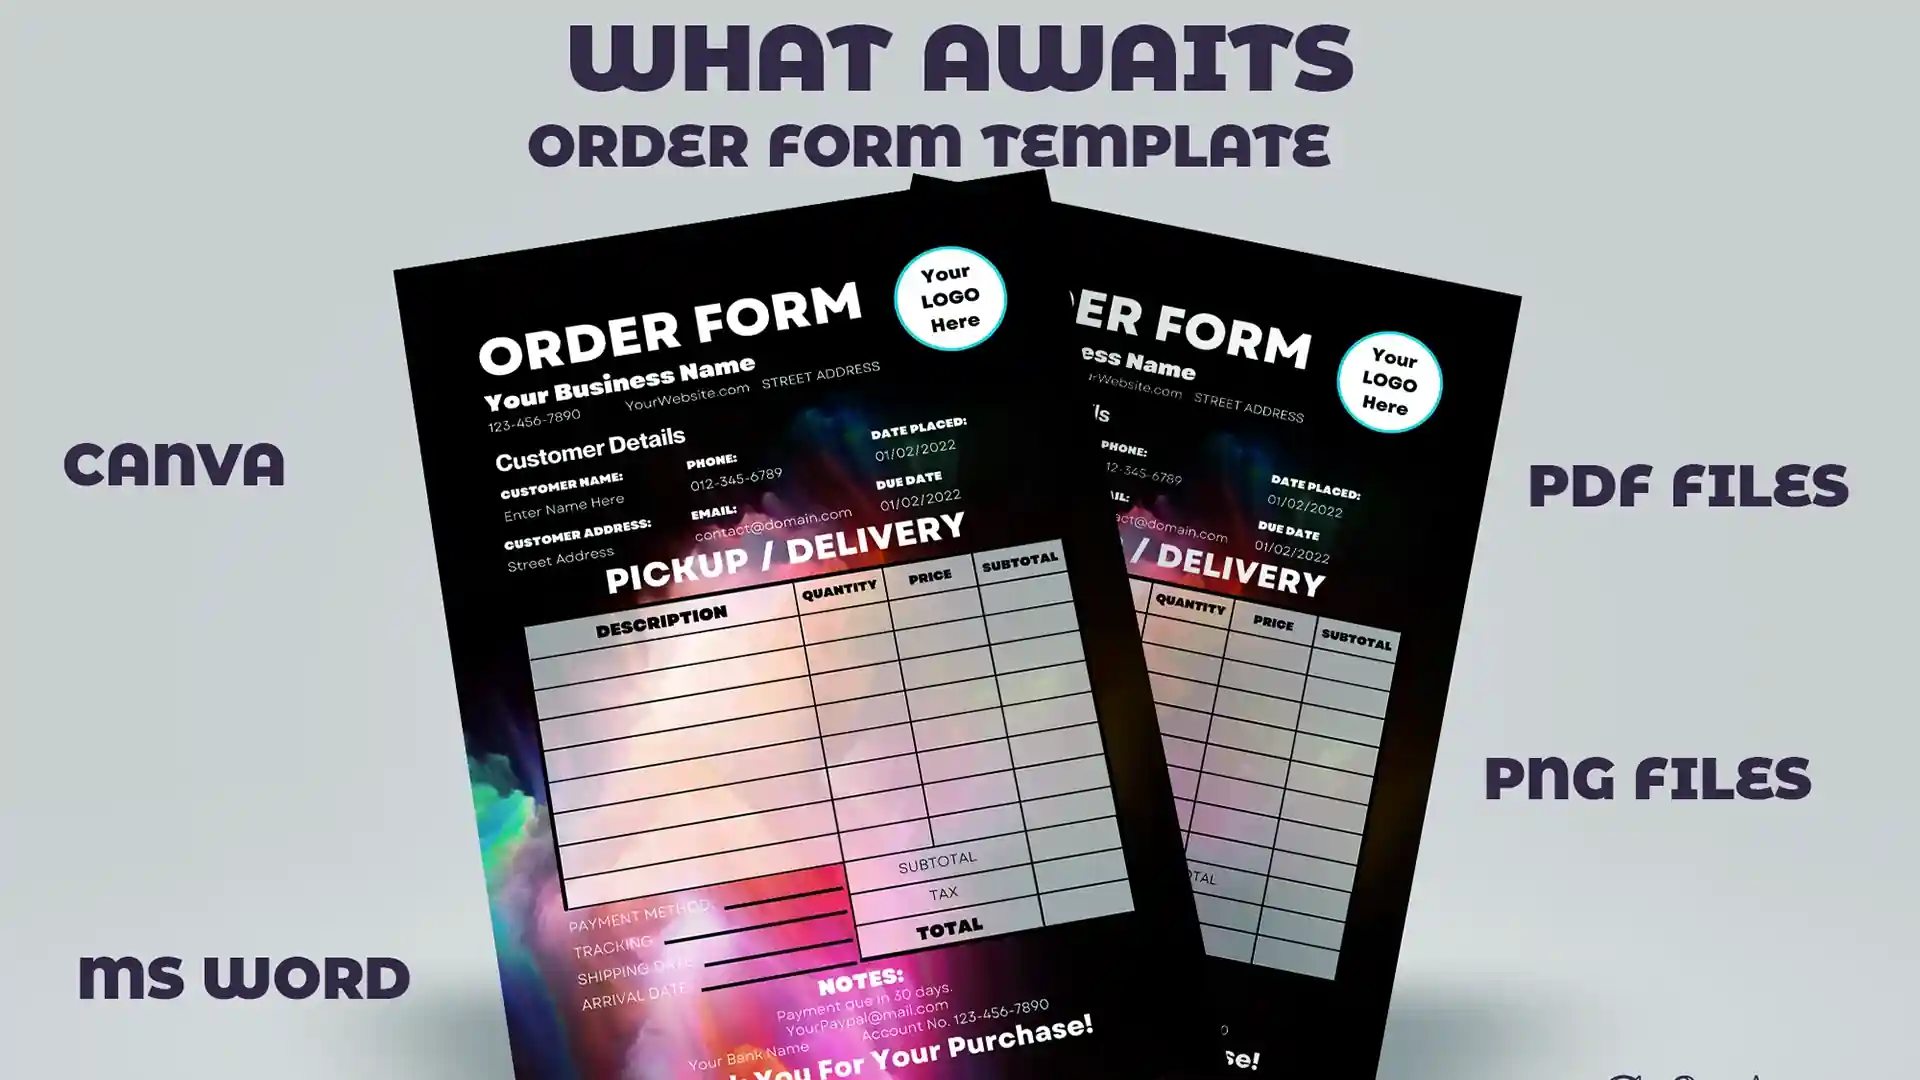 WHAT AWAITS
ORDER FORM TEMPLATE
CANVA
MS WORD
PDF FILES
PNG FILES
ORDER FORM
Your Business Name
123-456-7890 YourWebsite.com STREET ADDRESS
Your
LOGO
Here
Customer Details
CUSTOMER NAME:
Enter Name Here
CUSTOMER ADDRESS:
Street Address
PHONE:
012-345-6789
EMAIL:
contact@domain.com
DATE PLACED:
01/02/2022
DUE DATE
01/02/2022
PICKUP / DELIVERY
DESCRIPTION QUANTITY PRICE SUBTOTAL
SUBTOTAL
TAX
TOTAL
PAYMENT METHOD:
TRACKING
SHIPPING DATE
ARRIVAL DATE
NOTES:
Payment due in 30 days.
YourPaypal@mail.com
Your Bank Name Account No. 123-456-7890
You For Your Purchase!
ER FORM
ess Name
Website.com STREET ADDRESS
Your
LOGO
Here
ls
PHONE:
12-345-6789
IL:
act@domain.com
DATE PLACED:
01/02/2022
DUE DATE
01/02/2022
/ DELIVERY
QUANTITY PRICE SUBTOTAL
OTAL
0
se!